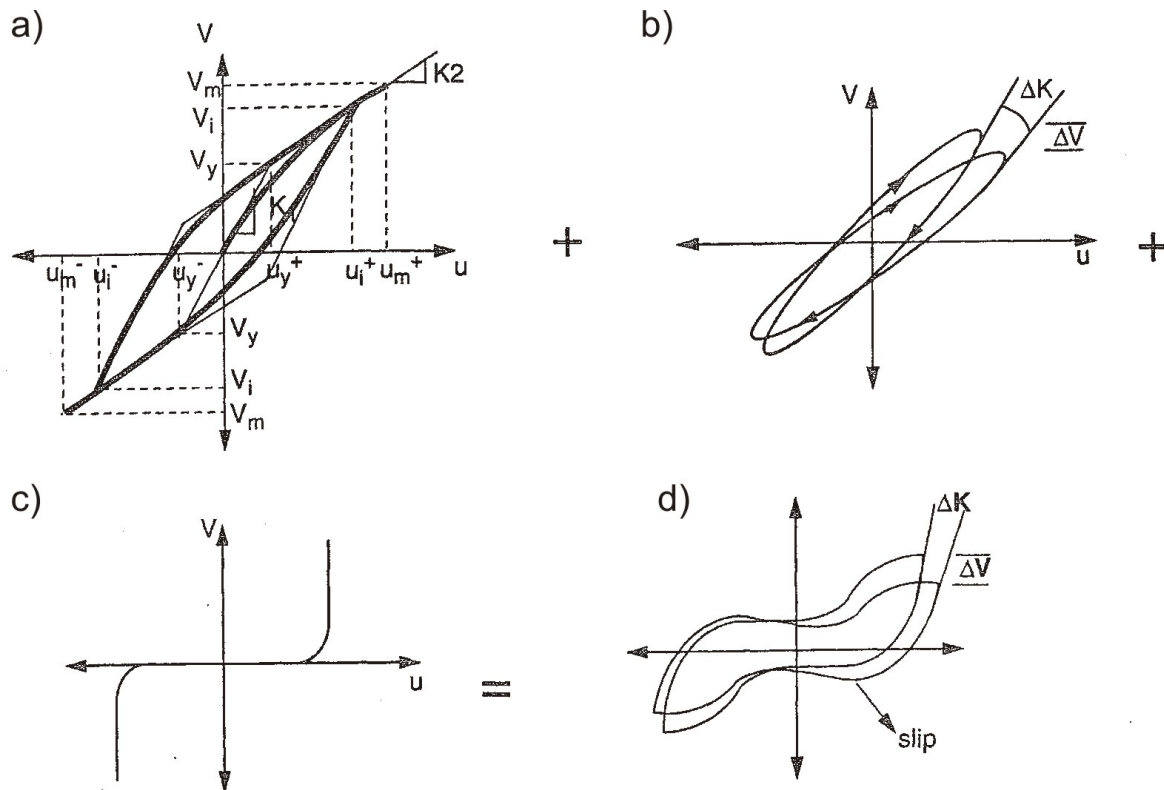 a)
V
V_m
K2
V_i
V_y
K
u_m^- u_i^- u_y^- u_y^+ u_i^+ u_m^+ u
V_y
V_i
V_m
+
b)
V
ΔK
ΔV
u
+
c)
V
u
=
d)
ΔK
ΔV
slip